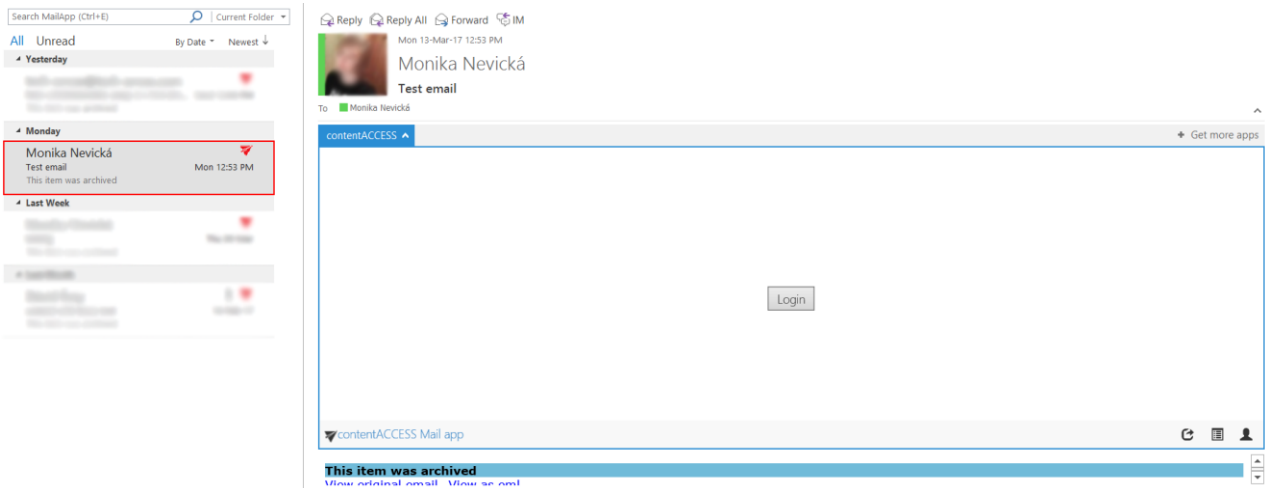 Search MailApp (Ctrl+E) Current Folder
All Unread By Date Newest
Yesterday
Monday
Monika Nevická
Test email Mon 12:53 PM
This item was archived
Last Week
Reply Reply All Forward IM
Mon 13-Mar-17 12:53 PM
Monika Nevická
Test email
To Monika Nevická
contentACCESS + Get more apps
Login
contentACCESS Mail app
This item was archived
View original email View as eml